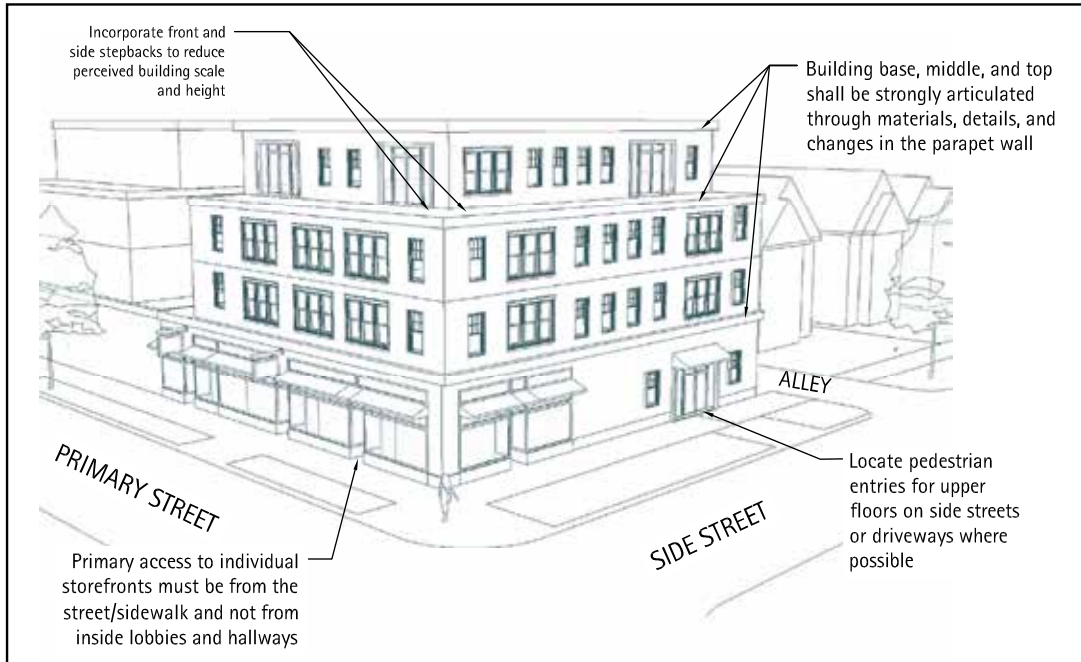 Incorporate front and
side stepbacks to reduce
perceived building scale
and height
Building base, middle, and top
shall be strongly articulated
through materials, details, and
changes in the parapet wall
ALLEY
PRIMARY STREET
SIDE STREET
Locate pedestrian
entries for upper
floors on side streets
or driveways where
possible
Primary access to individual
storefronts must be from the
street/sidewalk and not from
inside lobbies and hallways